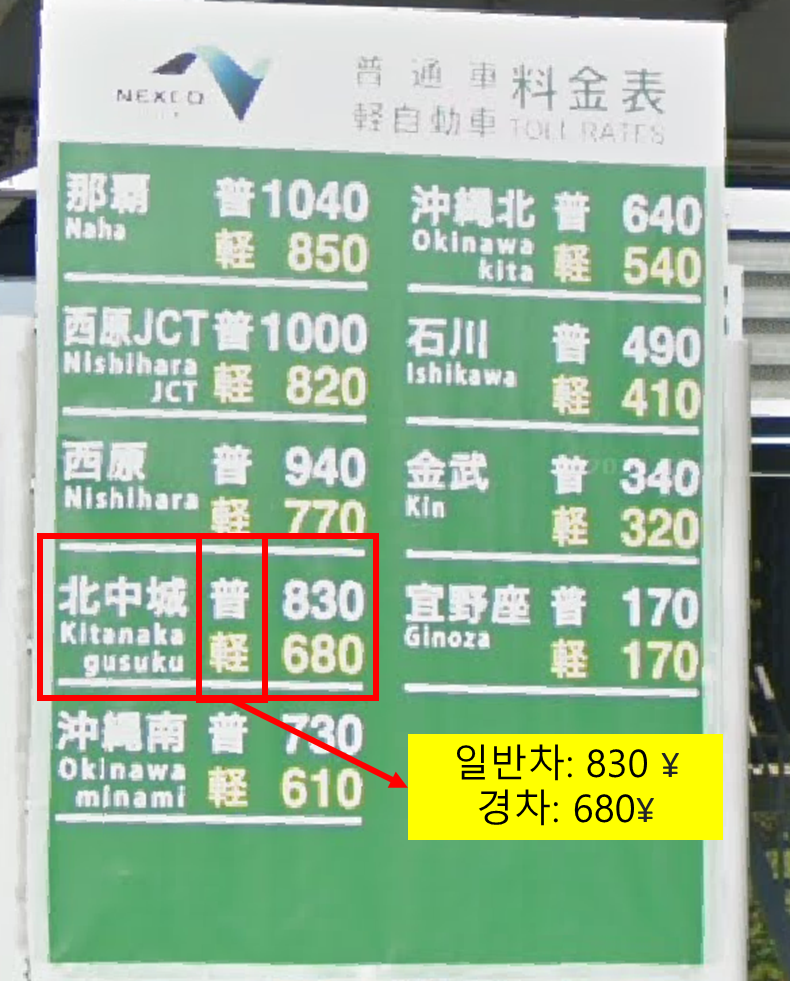 NEXCO
普通車
軽自動車
料金表
TOLL RATES
那覇 普 1040
Naha 軽 850
西原JCT 普 1000
Nishihara JCT 軽 820
西原 普 940
Nishihara 軽 770
北中城 普 830
Kitanaka gusuku 軽 680
沖縄南 普 730
Okinawa minami 軽 610
沖縄北 普 640
Okinawa kita 軽 540
石川 普 490
Ishikawa 軽 410
金武 普 340
Kin 軽 320
宜野座 普 170
Ginoza 軽 170
일반차: 830 ¥
경차: 680¥